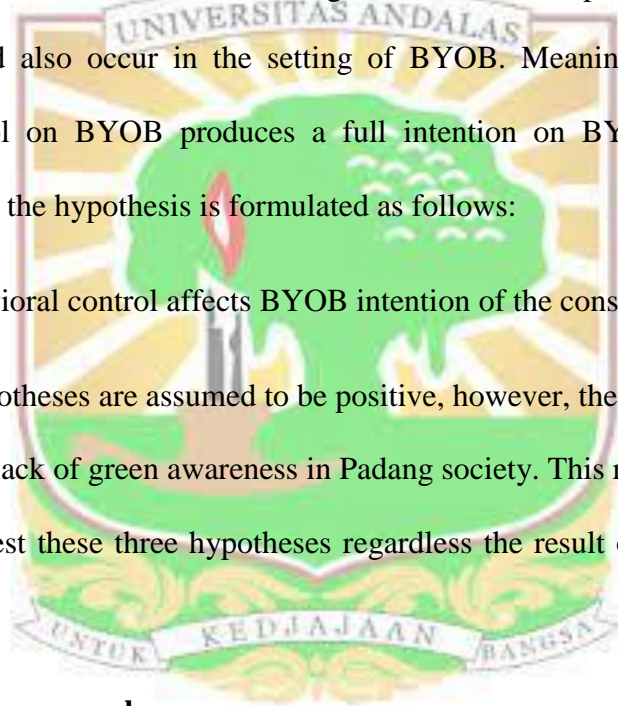 UNIVERSITAS ANDALAS
d also occur in the setting of BYOB. Meanin
ol on BYOB produces a full intention on BY
the hypothesis is formulated as follows:
ioral control affects BYOB intention of the cons
otheses are assumed to be positive, however, the
lack of green awareness in Padang society. This
est these three hypotheses regardless the result
UNTUK KEDJAJAAN BANGSA